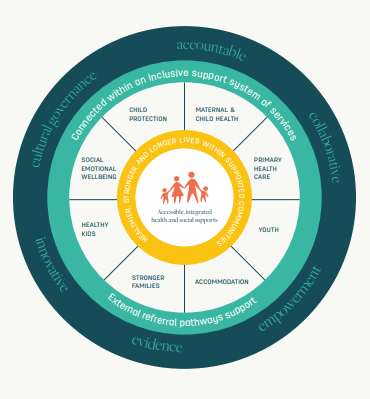 accountable
cultural governance
collaborative
innovative
empowerment
evidence
Connected within an inclusive support system of services
External refrerral pathways support
CHILD
PROTECTION
MATERNAL &
CHILD HEALTH
SOCIAL
EMOTIONAL
WELLBEING
PRIMARY
HEALTH
CARE
HEALTHY
KIDS
YOUTH
STRONGER
FAMILIES
ACCOMMODATION
HEALTHIER, STRONGER AND LONGER LIVES WITHIN SUPPORTED COMMUNITIES
Accessible, integrated
health and social supports